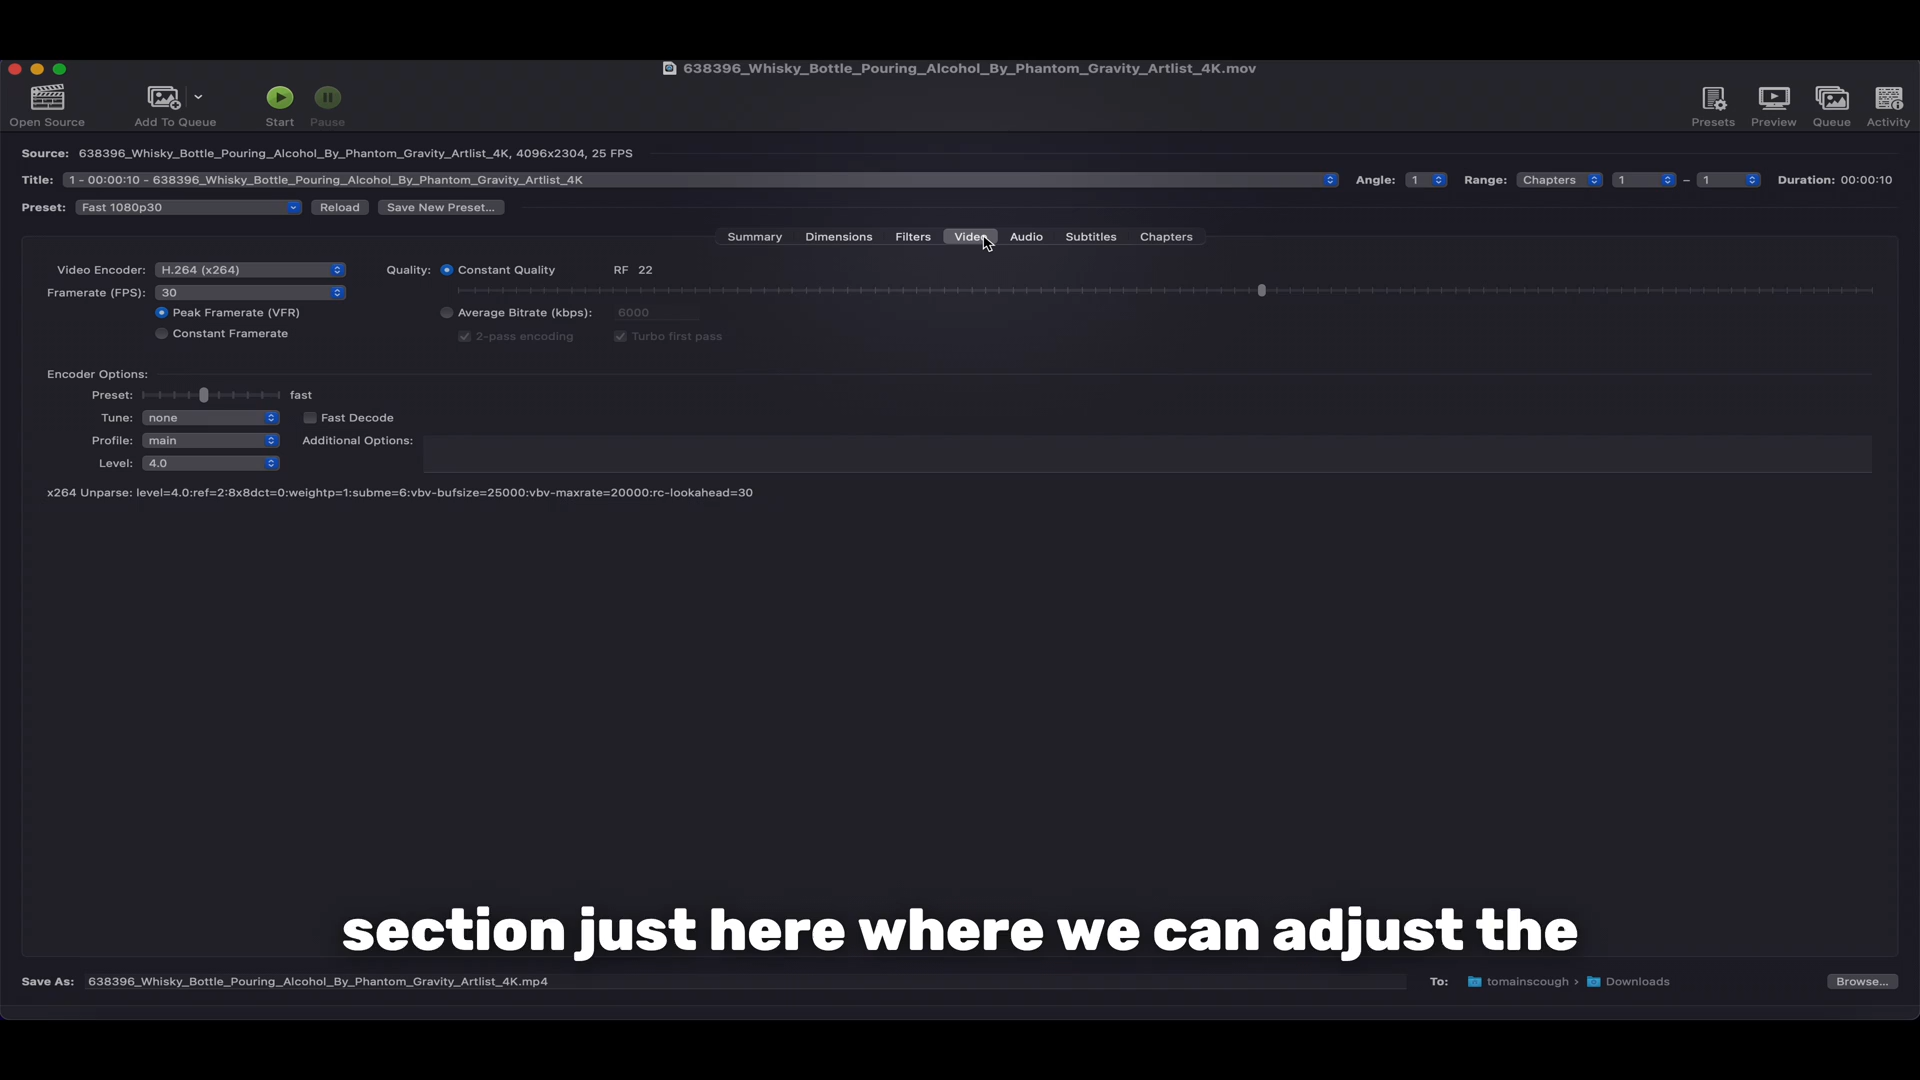 638396_Whisky_Bottle_Pouring_Alcohol_By_Phantom_Gravity_Artlist_4K.mov
Open Source Add To Queue Start Pause Presets Preview Queue Activity
Source: 638396_Whisky_Bottle_Pouring_Alcohol_By_Phantom_Gravity_Artlist_4K, 4096x2304, 25 FPS
Title: 1 - 00:00:10 - 638396_Whisky_Bottle_Pouring_Alcohol_By_Phantom_Gravity_Artlist_4K Angle: 1 Range: Chapters 1 – 1 Duration: 00:00:10
Preset: Fast 1080p30 Reload Save New Preset...
Summary Dimensions Filters Video Audio Subtitles Chapters
Video Encoder: H.264 (x264) Quality: Constant Quality RF 22
Framerate (FPS): 30
Peak Framerate (VFR) Average Bitrate (kbps): 6000
Constant Framerate 2-pass encoding Turbo first pass
Encoder Options:
Preset: fast
Tune: none Fast Decode
Profile: main Additional Options:
Level: 4.0
x264 Unparse: level=4.0:ref=2:8x8dct=0:weightp=1:subme=6:vbv-bufsize=25000:vbv-maxrate=20000:rc-lookahead=30
section just here where we can adjust the
Save As: 638396_Whisky_Bottle_Pouring_Alcohol_By_Phantom_Gravity_Artlist_4K.mp4 To: tomainscough › Downloads Browse...